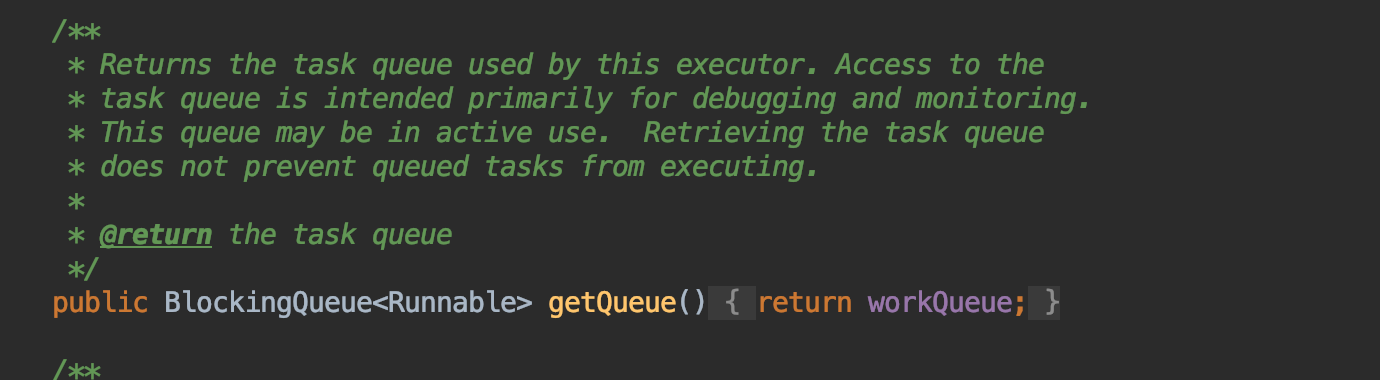 /**
* Returns the task queue used by this executor. Access to the
* task queue is intended primarily for debugging and monitoring.
* This queue may be in active use.  Retrieving the task queue
* does not prevent queued tasks from executing.
*
* @return the task queue
*/
public BlockingQueue<Runnable> getQueue() { return workQueue; }
/**